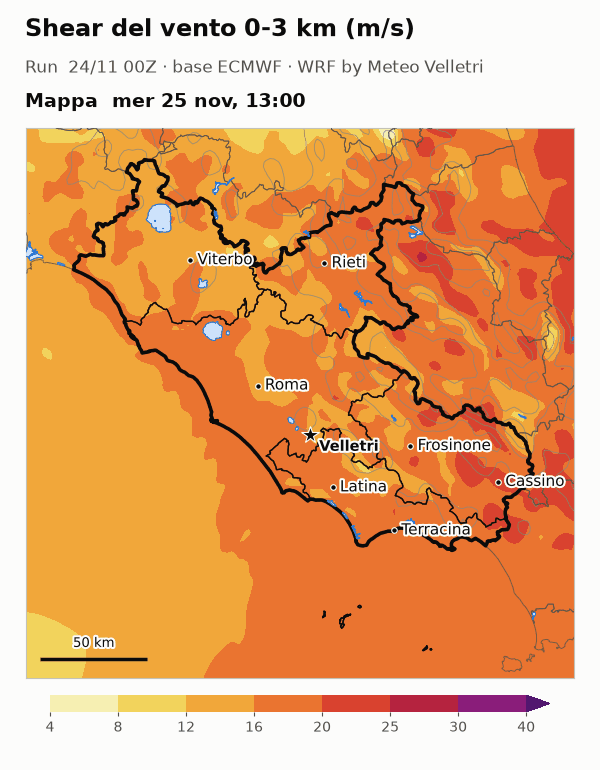 Shear del vento 0-3 km (m/s)
Run  24/11 00Z · base ECMWF · WRF by Meteo Velletri
Mappa  mer 25 nov, 13:00
Viterbo
Rieti
Roma
Velletri
Frosinone
Latina
Cassino
Terracina
50 km
4 8 12 16 20 25 30 40